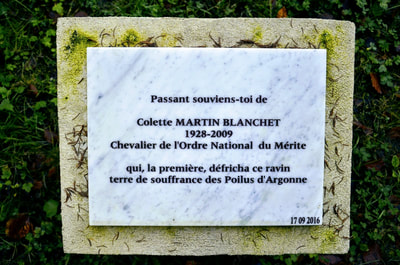 Passant souviens-toi de
Colette MARTIN BLANCHET
1928-2009
Chevalier de l'Ordre National du Mérite
qui, la première, défricha ce ravin
terre de souffrance des Poilus d'Argonne
17 09 2016